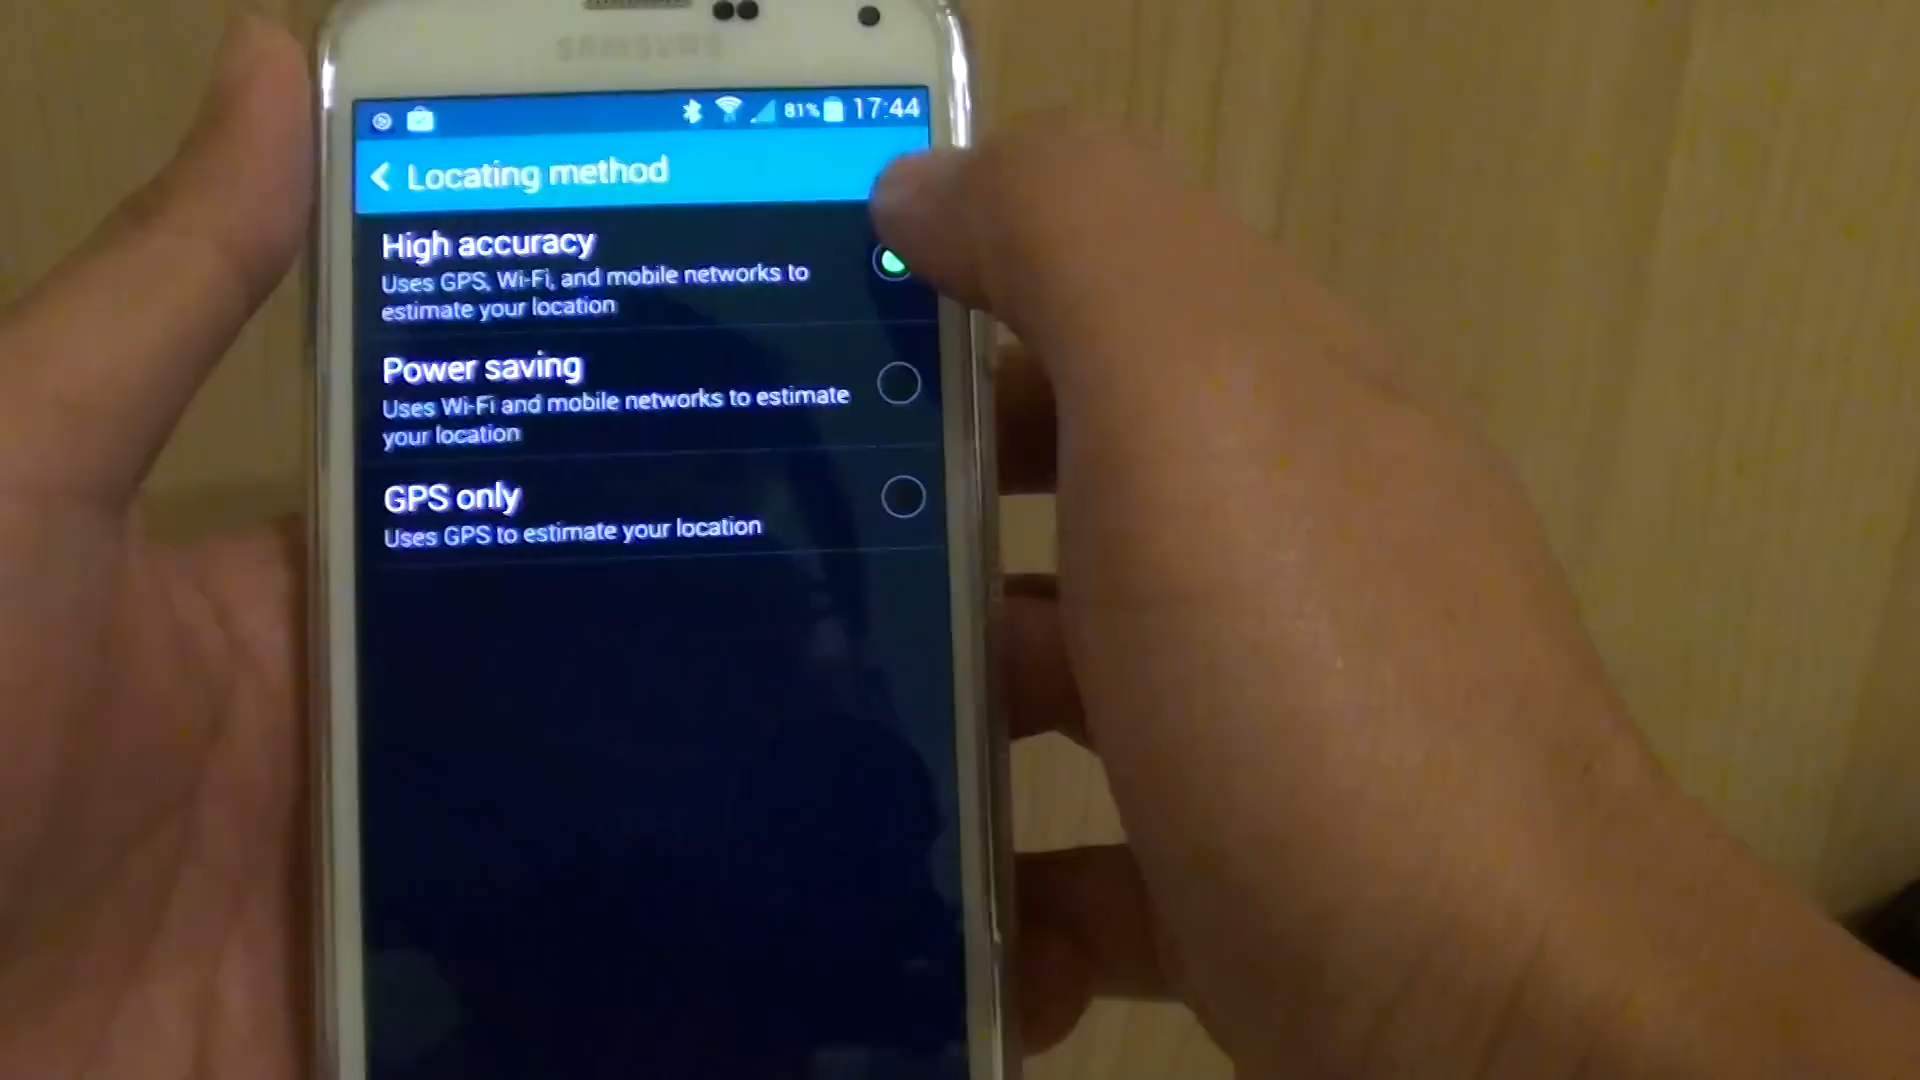 SAMSUNG
81% 17:44
Locating method
High accuracy
Uses GPS, Wi-Fi, and mobile networks to
estimate your location
Power saving
Uses Wi-Fi and mobile networks to estimate
your location
GPS only
Uses GPS to estimate your location